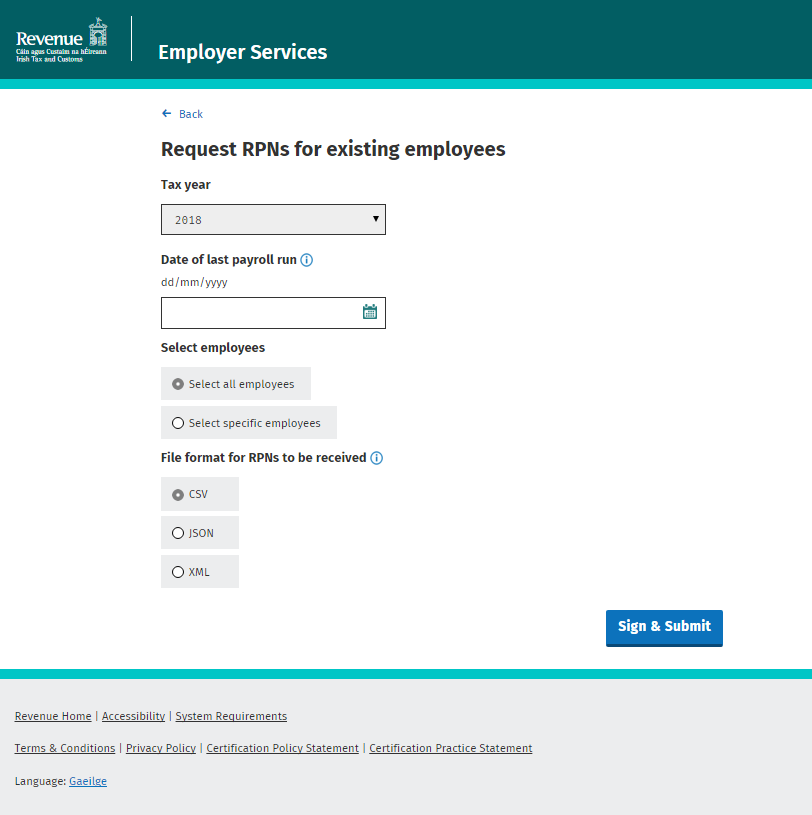 Revenue
Cáin agus Custaim na hÉireann
Irish Tax and Customs
Employer Services
Back
Request RPNs for existing employees
Tax year
2018
Date of last payroll run
dd/mm/yyyy
Select employees
Select all employees
Select specific employees
File format for RPNs to be received
CSV
JSON
XML
Sign & Submit
Revenue Home | Accessibility | System Requirements
Terms & Conditions | Privacy Policy | Certification Policy Statement | Certification Practice Statement
Language: Gaeilge